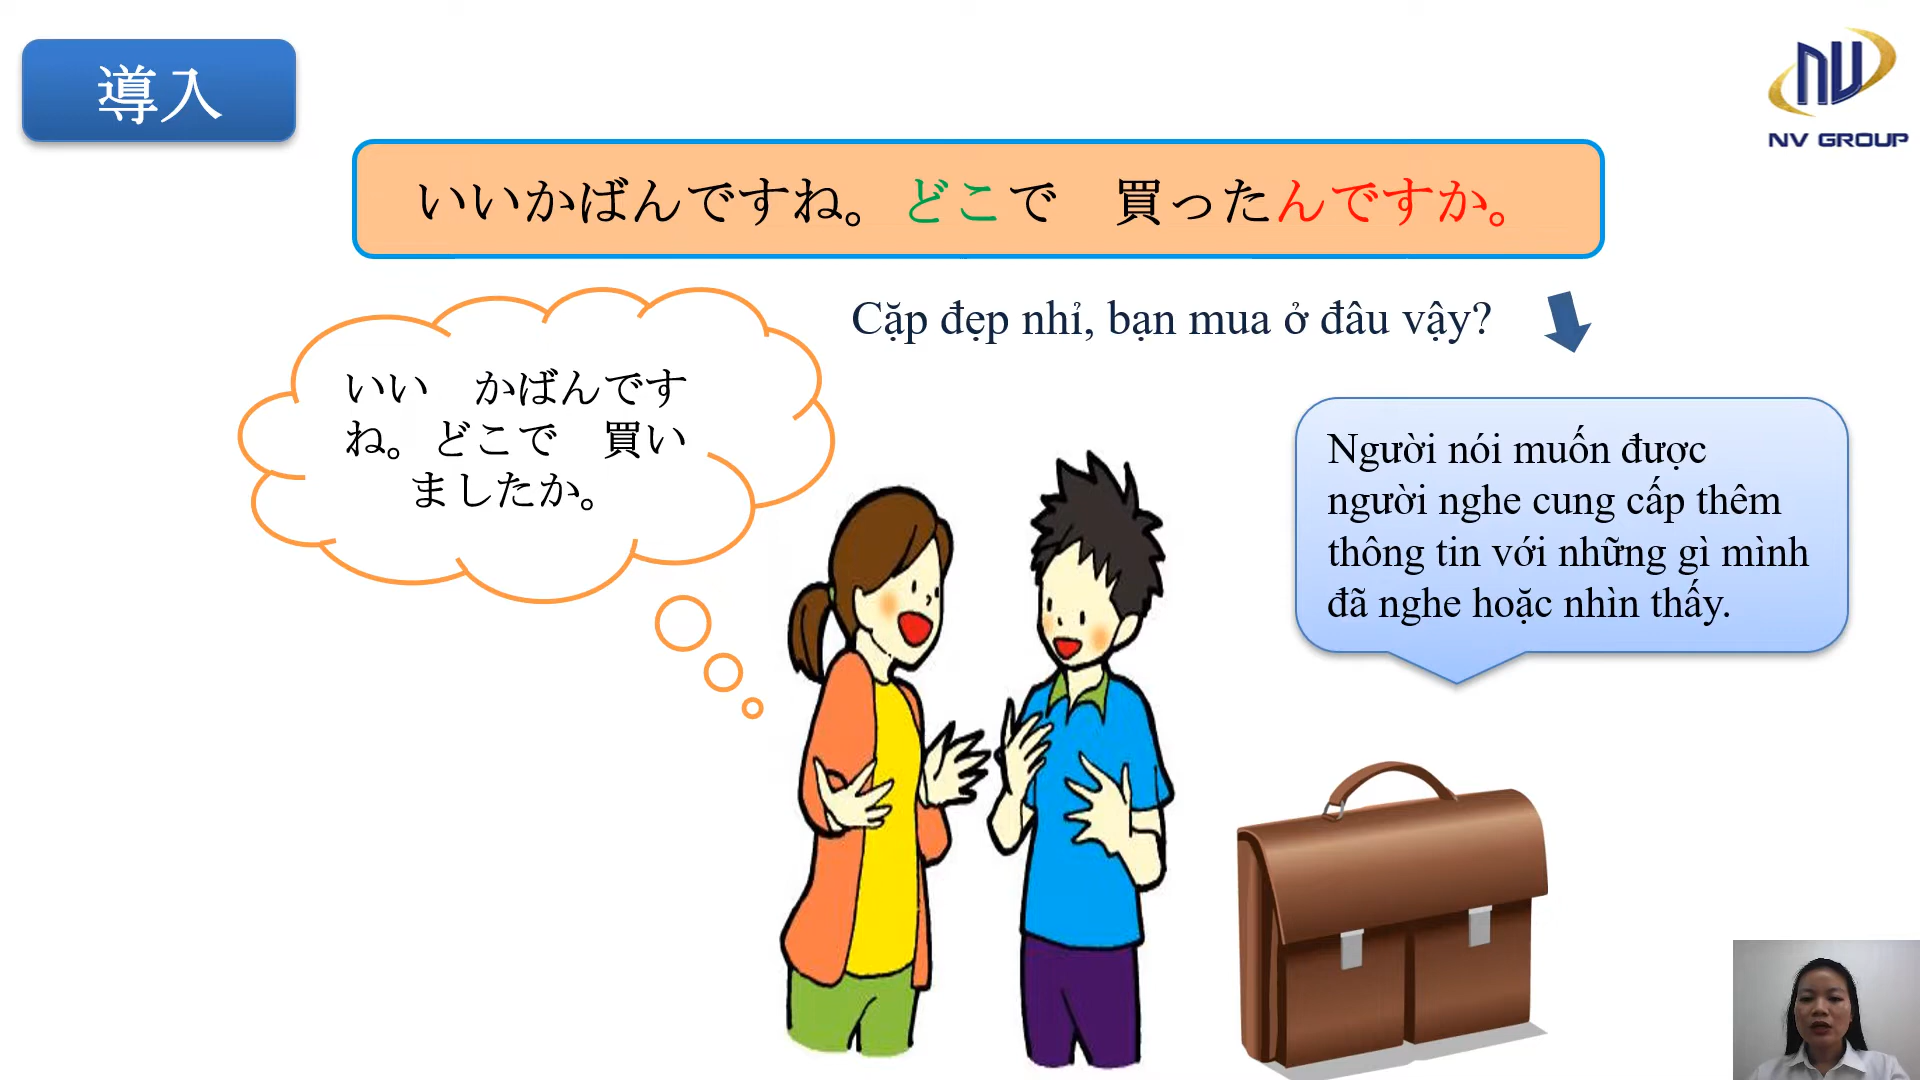 導入
NV GROUP
いいかばんですね。どこで　買ったんですか。
Cặp đẹp nhỉ, bạn mua ở đâu vậy?
いい　かばんです
ね。どこで　買い
ましたか。
Người nói muốn được
người nghe cung cấp thêm
thông tin với những gì mình
đã nghe hoặc nhìn thấy.